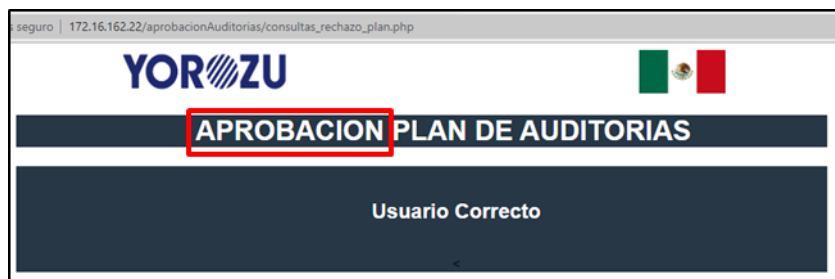 s seguro | 172.16.162.22/aprobacionAuditorias/consultas_rechazo_plan.php
YOROZU
APROBACION PLAN DE AUDITORIAS
Usuario Correcto
<